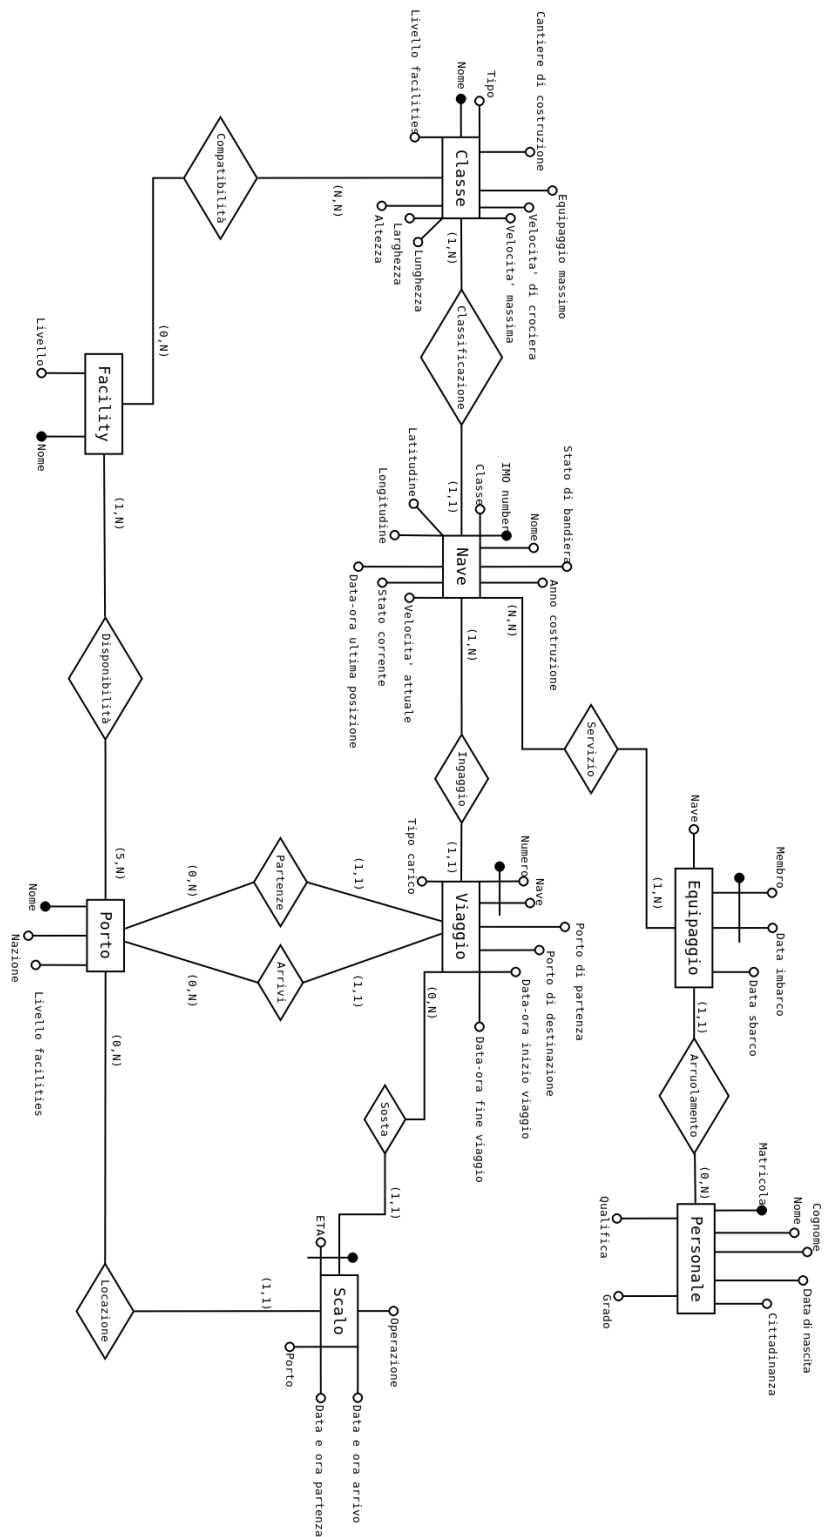 Cantiere di costruzione
Tipo
Nome
Livello facilities
Classe
Equipaggio massimo
Velocita' di crociera
Velocita' massima
Lunghezza
Larghezza
Altezza
(N,N)
Compatibilità
(0,N)
(1,N)
Classificazione
(1,1)
Livello
Facility
Nome
(1,N)
Disponibilità
(5,N)
Stato di bandiera
Nome
IMO number
Classe
Latitudine
Longitudine
Nave
Anno costruzione
Velocita' attuale
Stato corrente
Data-ora ultima posizione
(N,N)
Servizio
(1,N)
(1,N)
Ingaggio
(1,1)
Nave
Membro
Equipaggio
Data imbarco
Data sbarco
(1,1)
Arruolamento
(0,N)
Numero
Nave
Tipo carico
Viaggio
Porto di partenza
Porto di destinazione
Data-ora inizio viaggio
Data-ora fine viaggio
(1,1)
Partenze
(0,N)
(1,1)
Arrivi
(0,N)
Nome
Porto
Nazione
Livello facilities
(0,N)
(0,N)
Sosta
(1,1)
Matricola
Nome
Cognome
Data di nascita
Cittadinanza
Personale
Qualifica
Grado
ETA
Scalo
Operazione
Porto
Data e ora arrivo
Data e ora partenza
(1,1)
Locazione